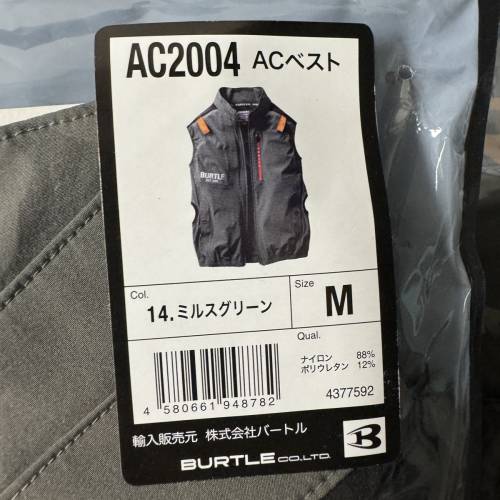 AC2004 ACベスト
BURTLE
Col.
14.ミルスグリーン
Size
M
Qual.
ナイロン 88%
ポリウレタン 12%
4 580661 948782
4377592
輸入販売元 株式会社バートル
BURTLE CO.,LTD.
B